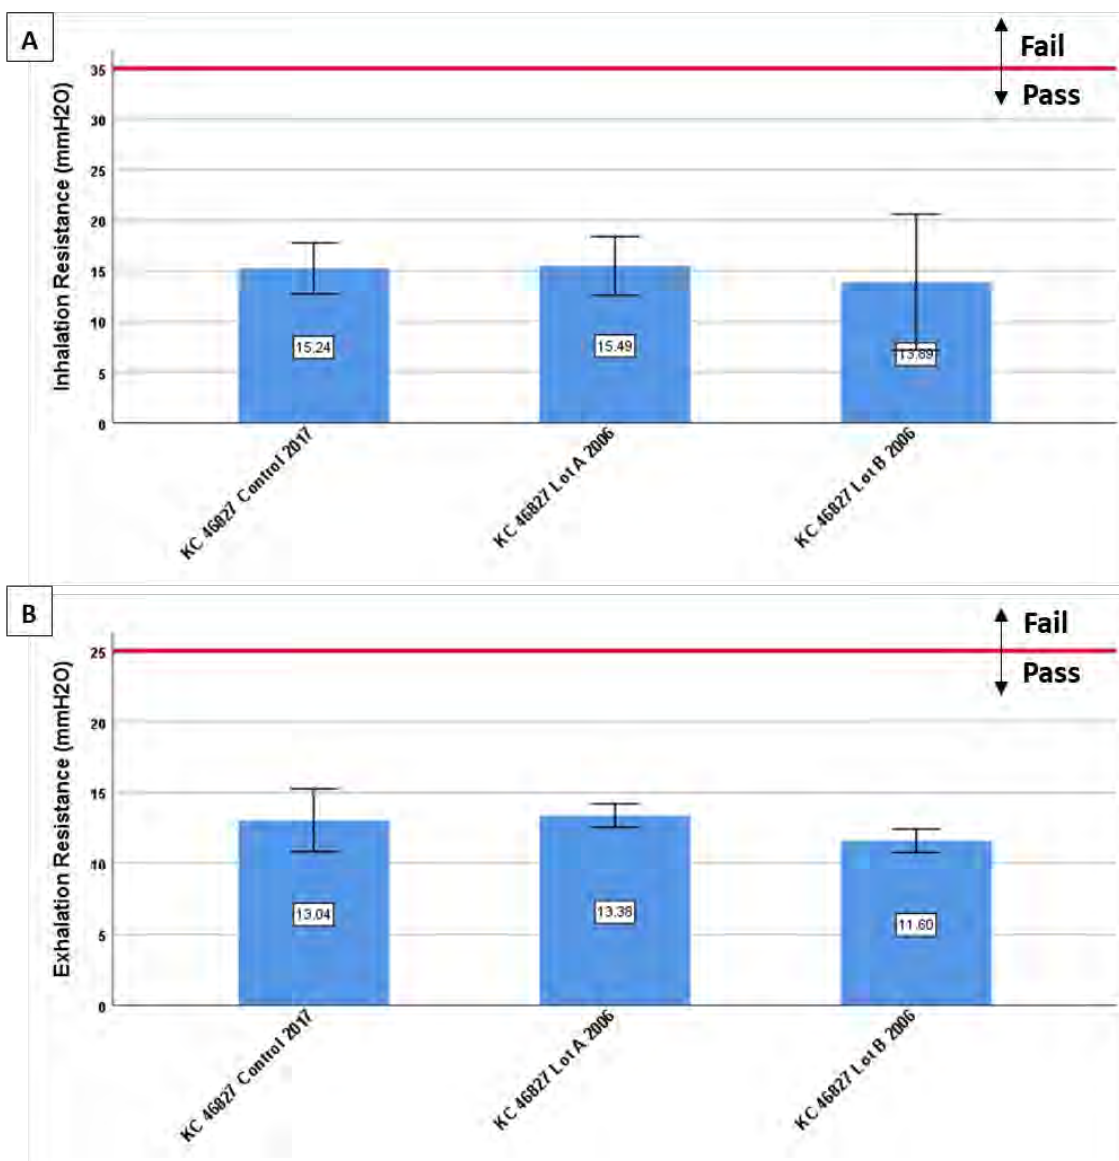 A
Fail
Pass
Inhalation Resistance (mmH2O)
35
30
25
20
15
10
5
0
15.24
15.49
13.89
KC 46827 Control 2017
KC 46827 Lot A 2006
KC 46827 Lot B 2006
B
Fail
Pass
Exhalation Resistance (mmH2O)
25
20
15
10
5
0
13.04
13.38
11.60
KC 46827 Control 2017
KC 46827 Lot A 2006
KC 46827 Lot B 2006